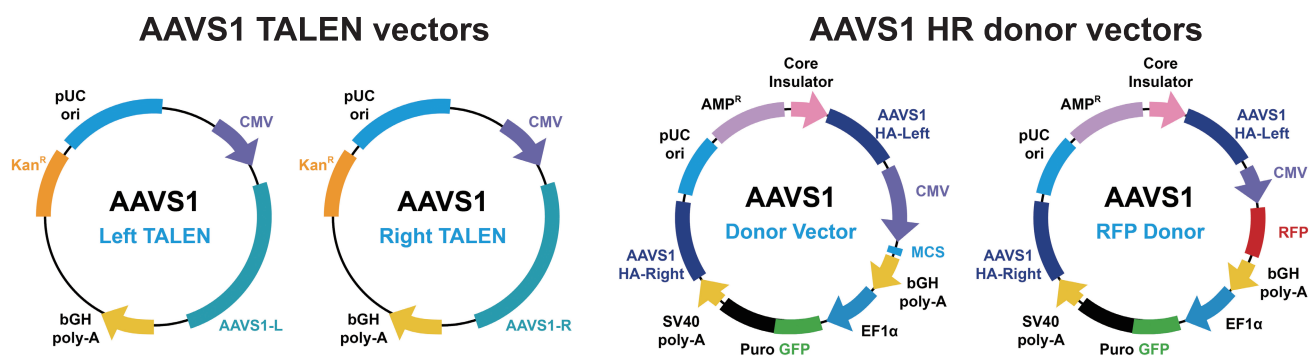 AAVS1 TALEN vectors
pUC
ori
CMV
Kan^R
AAVS1
Left TALEN
bGH
poly-A
AAVS1-L
pUC
ori
CMV
Kan^R
AAVS1
Right TALEN
bGH
poly-A
AAVS1-R
AAVS1 HR donor vectors
Core
Insulator
AMP^R
AAVS1
HA-Left
pUC
ori
CMV
AAVS1
Donor Vector
MCS
AAVS1
HA-Right
bGH
poly-A
SV40
poly-A
EF1α
Puro GFP
Core
Insulator
AMP^R
AAVS1
HA-Left
pUC
ori
CMV
AAVS1
RFP Donor
RFP
AAVS1
HA-Right
bGH
poly-A
SV40
poly-A
EF1α
Puro GFP